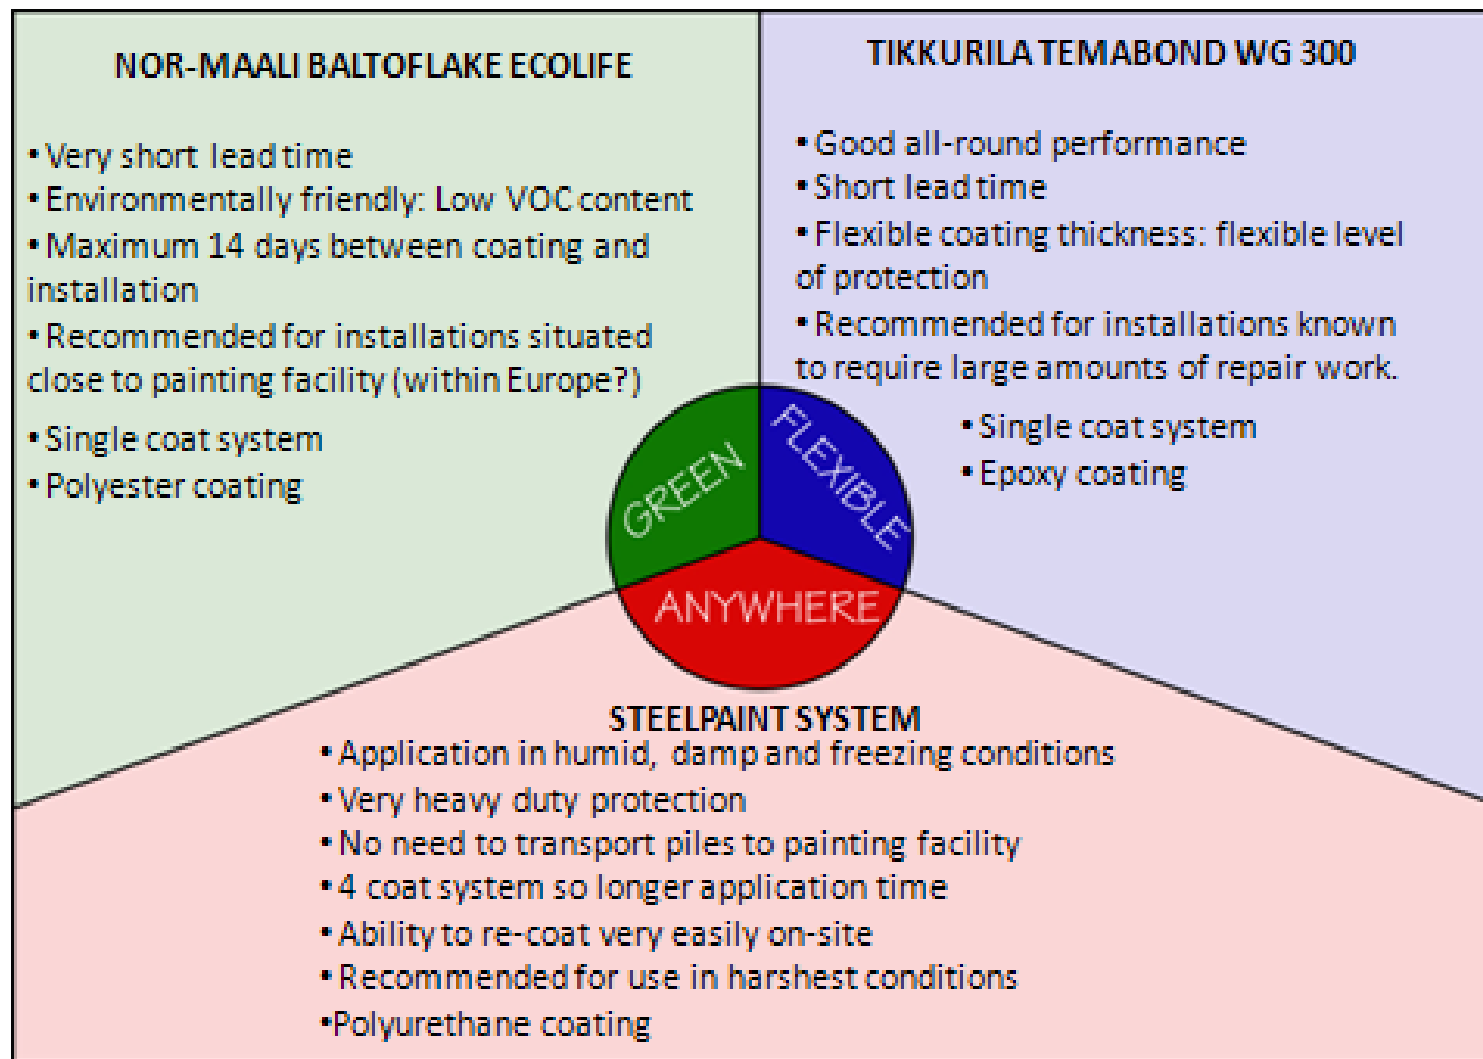 NOR-MAALI BALTOFLAKE ECOLIFE
• Very short lead time
• Environmentally friendly: Low VOC content
• Maximum 14 days between coating and
installation
• Recommended for installations situated
close to painting facility (within Europe?)
• Single coat system
• Polyester coating
TIKKURILA TEMABOND WG 300
• Good all-round performance
• Short lead time
• Flexible coating thickness: flexible level
of protection
• Recommended for installations known
to require large amounts of repair work.
• Single coat system
• Epoxy coating
GREEN
FLEXIBLE
ANYWHERE
STEELPAINT SYSTEM
• Application in humid, damp and freezing conditions
• Very heavy duty protection
• No need to transport piles to painting facility
• 4 coat system so longer application time
• Ability to re-coat very easily on-site
• Recommended for use in harshest conditions
•Polyurethane coating